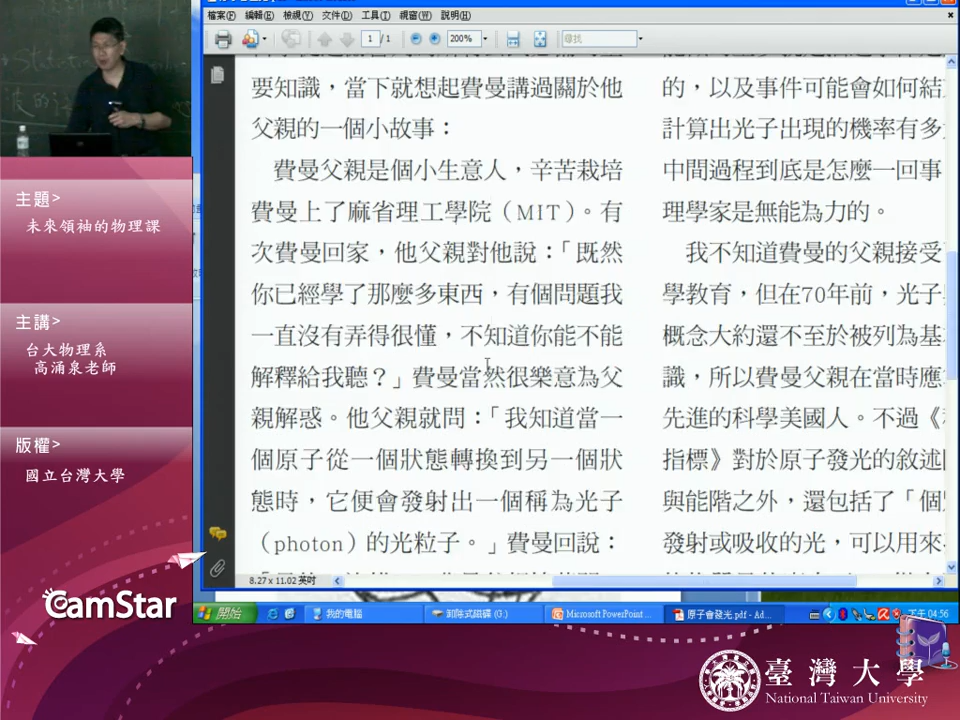 檔案(F) 編輯(E) 檢視(V) 文件(D) 工具(T) 視窗(W) 說明(H)
1 / 1 200% 尋找
主題>
未來領袖的物理課
主講>
台大物理系
高涌泉老師
版權>
國立台灣大學
CamStar
要知識，當下就想起費曼講過關於他
父親的一個小故事：
費曼父親是個小生意人，辛苦栽培
費曼上了麻省理工學院（MIT）。有
次費曼回家，他父親對他說：「既然
你已經學了那麼多東西，有個問題我
一直沒有弄得很懂，不知道你能不能
解釋給我聽？」費曼當然很樂意為父
親解惑。他父親就問：「我知道當一
個原子從一個狀態轉換到另一個狀
態時，它便會發射出一個稱為光子
（photon）的光粒子。」費曼回說：
的，以及事件可能會如何結
計算出光子出現的機率有多
中間過程到底是怎麼一回事
理學家是無能為力的。
我不知道費曼的父親接受
學教育，但在70年前，光子
概念大約還不至於被列為基
識，所以費曼父親在當時應
先進的科學美國人。不過《
指標》對於原子發光的敘述
與能階之外，還包括了「個
發射或吸收的光，可以用來
8.27 x 11.02 英吋
開始 我的電腦 卸除式磁碟 (G:) Microsoft PowerPoint... 原子會發光.pdf - Ad... 下午 04:56
臺灣大學
National Taiwan University